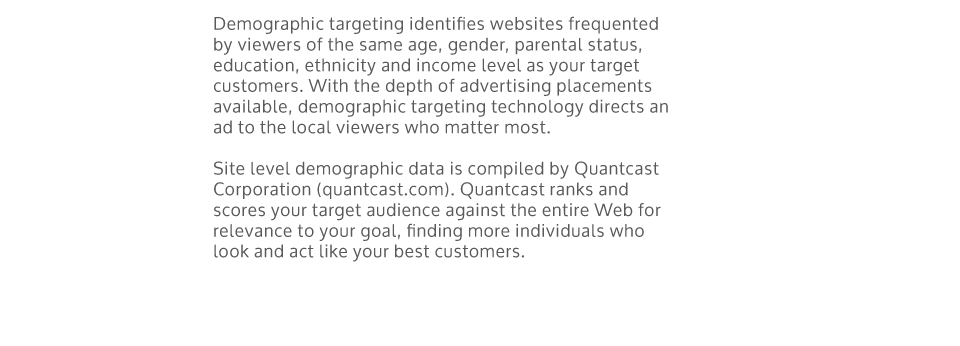 Demographic targeting identifies websites frequented
by viewers of the same age, gender, parental status,
education, ethnicity and income level as your target
customers. With the depth of advertising placements
available, demographic targeting technology directs an
ad to the local viewers who matter most.
Site level demographic data is compiled by Quantcast
Corporation (quantcast.com). Quantcast ranks and
scores your target audience against the entire Web for
relevance to your goal, finding more individuals who
look and act like your best customers.